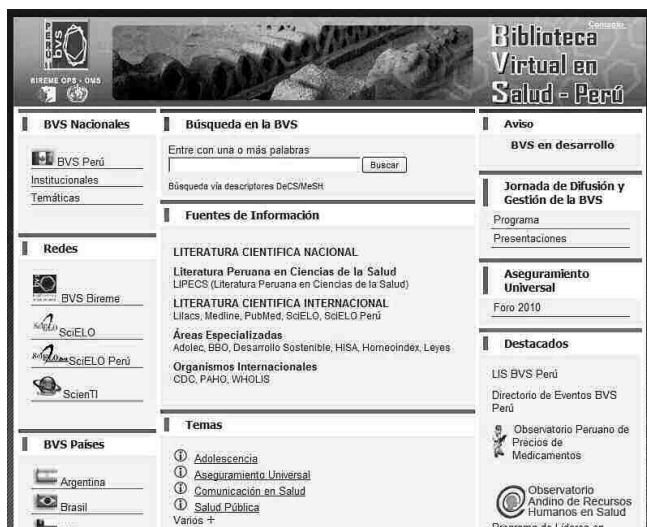 PERÚ
bvs
BIREME OPS - OMS
Contacto
Biblioteca
Virtual en
Salud - Perú
BVS Nacionales
BVS Perú
Institucionales
Temáticas
Redes
BVS Bireme
SciELO
SciELO Perú
ScienTI
BVS Países
Argentina
Brasil
Búsqueda en la BVS
Entre con una o más palabras
Buscar
Búsqueda vía descriptores DeCS/MeSH
Fuentes de Información
LITERATURA CIENTIFICA NACIONAL
Literatura Peruana en Ciencias de la Salud
LIPECS (Literatura Peruana en Ciencias de la Salud)
LITERATURA CIENTIFICA INTERNACIONAL
Lilacs, Medline, PubMed, SciELO, SciELO Perú
Áreas Especializadas
Adolec, BBO, Desarrollo Sostenible, HISA, Homeoindex, Leyes
Organismos Internacionales
CDC, PAHO, WHOLIS
Temas
Adolescencia
Aseguramiento Universal
Comunicación en Salud
Salud Pública
Varios +
Aviso
BVS en desarrollo
Jornada de Difusión y
Gestión de la BVS
Programa
Presentaciones
Aseguramiento
Universal
Foro 2010
Destacados
LIS BVS Perú
Directorio de Eventos BVS
Perú
Observatorio Peruano de
Precios de
Medicamentos
Observatorio
Andino de Recursos
Humanos en Salud
Programa de Líderes en